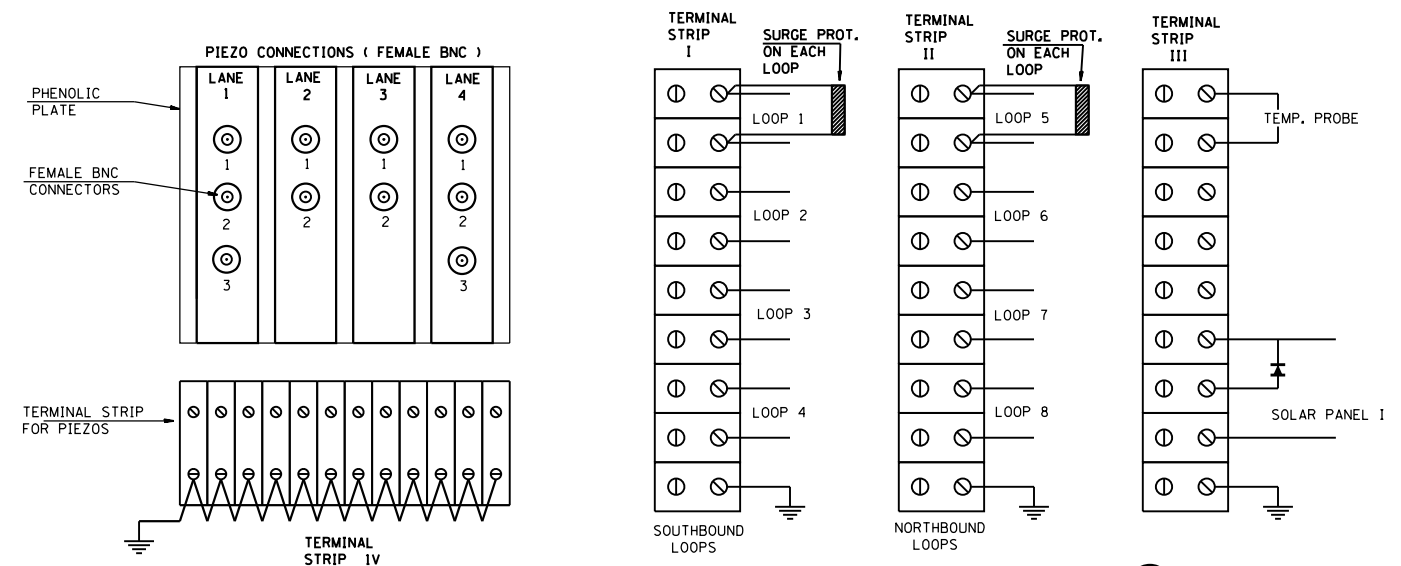 PIEZO CONNECTIONS ( FEMALE BNC )
LANE
1
LANE
2
LANE
3
LANE
4
PHENOLIC
PLATE
FEMALE BNC
CONNECTORS
1
2
3
1
2
1
2
1
2
3
TERMINAL STRIP
FOR PIEZOS
TERMINAL
STRIP 1V
TERMINAL
STRIP
I
SURGE PROT.
ON EACH
LOOP
LOOP 1
LOOP 2
LOOP 3
LOOP 4
SOUTHBOUND
LOOPS
TERMINAL
STRIP
II
SURGE PROT.
ON EACH
LOOP
LOOP 5
LOOP 6
LOOP 7
LOOP 8
NORTHBOUND
LOOPS
TERMINAL
STRIP
III
TEMP. PROBE
SOLAR PANEL I